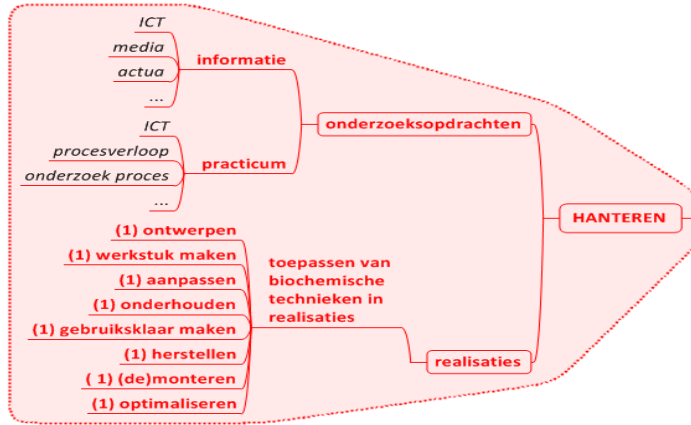 ICT
media
actua
...
informatie
ICT
procesverloop
onderzoek proces
...
practicum
onderzoeksopdrachten
HANTEREN
(1) ontwerpen
(1) werkstuk maken
(1) aanpassen
(1) onderhouden
(1) gebruiksklaar maken
(1) herstellen
( 1) (de)monteren
(1) optimaliseren
toepassen van
biochemische
technieken in
realisaties
realisaties